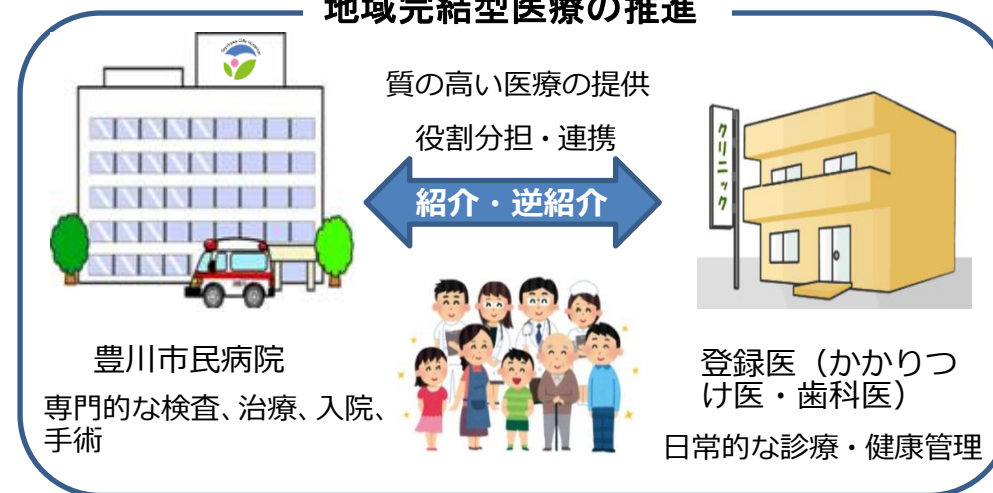 地域完結型医療の推進
質の高い医療の提供
役割分担・連携
紹介・逆紹介
クリニック
豊川市民病院
専門的な検査、治療、入院、
手術
登録医（かかりつ
け医・歯科医）
日常的な診療・健康管理